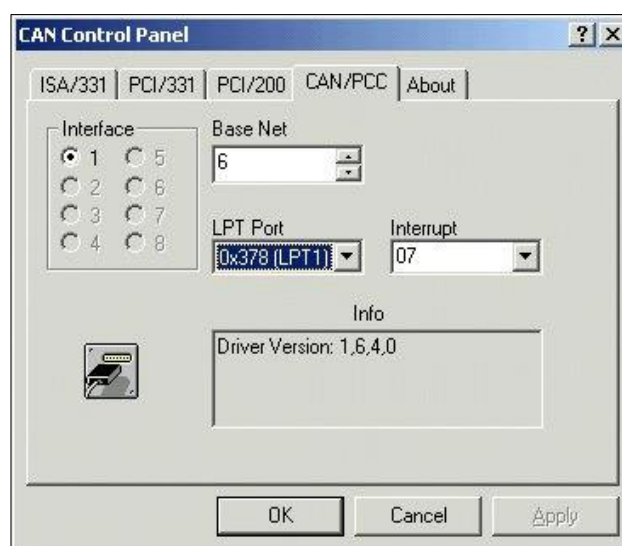 CAN Control Panel
ISA/331 PCI/331 PCI/200 CAN/PCC About
Interface
1 5
2 6
3 7
4 8
Base Net
6
LPT Port Interrupt
0x378 (LPT1) 07
Info
Driver Version: 1,6,4,0
OK Cancel Apply